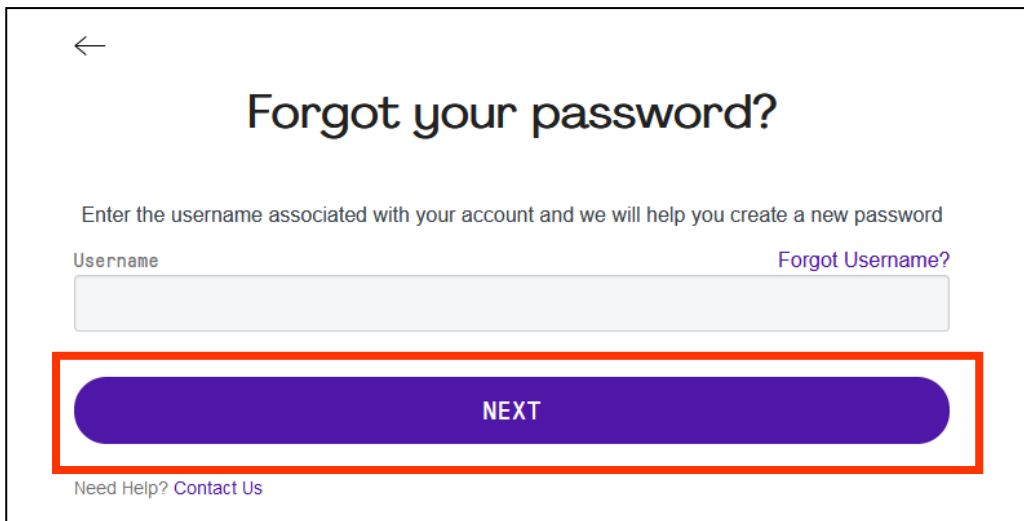 Forgot your password?
Enter the username associated with your account and we will help you create a new password
Username
Forgot Username?
NEXT
Need Help? Contact Us